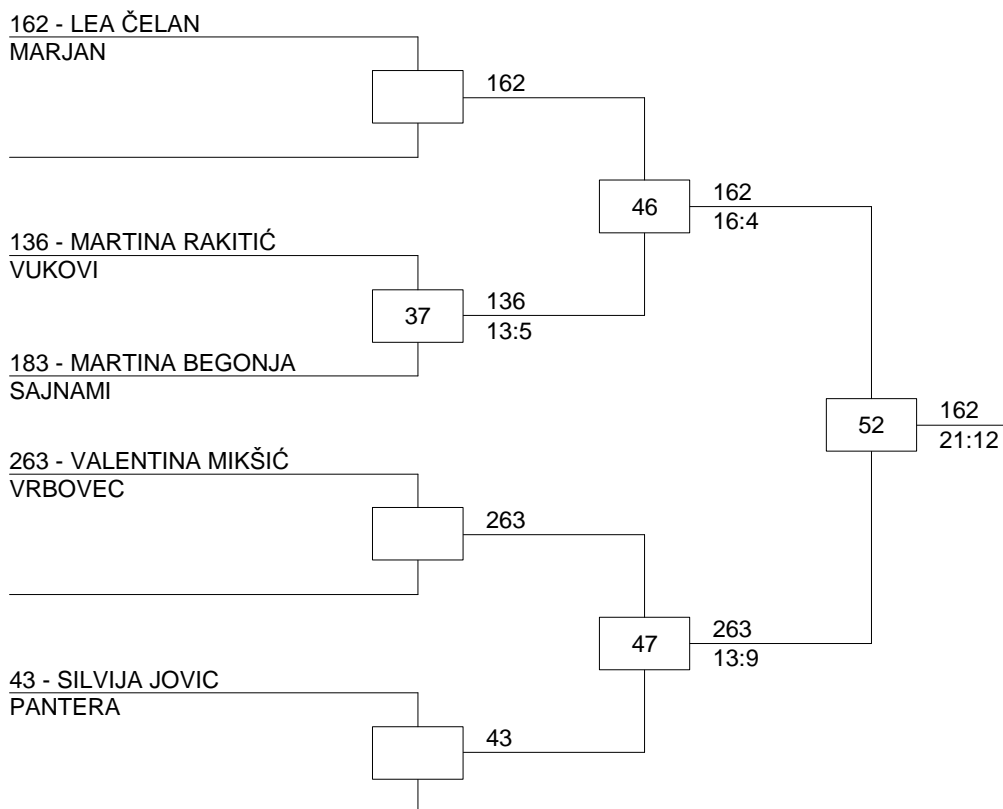 162 - LEA ČELAN
MARJAN
162
46
162
16:4
136 - MARTINA RAKITIĆ
VUKOVI
37
136
13:5
183 - MARTINA BEGONJA
SAJNAMI
52
162
21:12
263 - VALENTINA MIKŠIĆ
VRBOVEC
263
47
263
13:9
43 - SILVIJA JOVIC
PANTERA
43